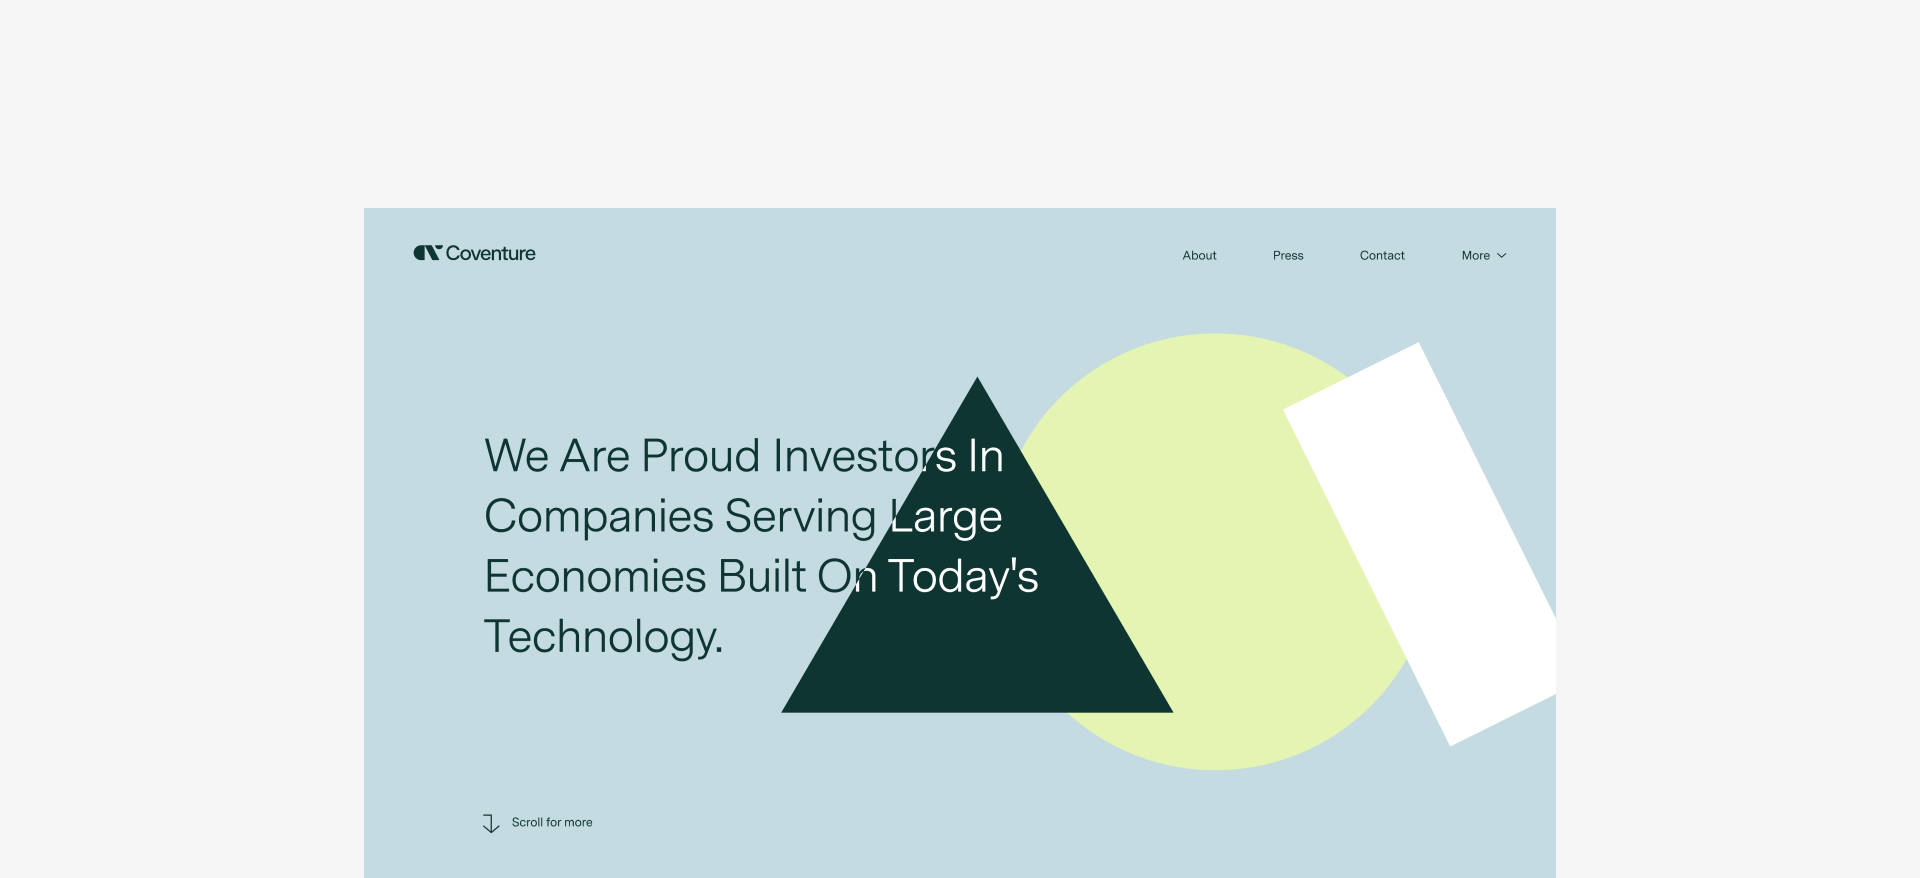 Coventure
About
Press
Contact
More
We Are Proud Investors In
Companies Serving Large
Economies Built On Today's
Technology.
Scroll for more